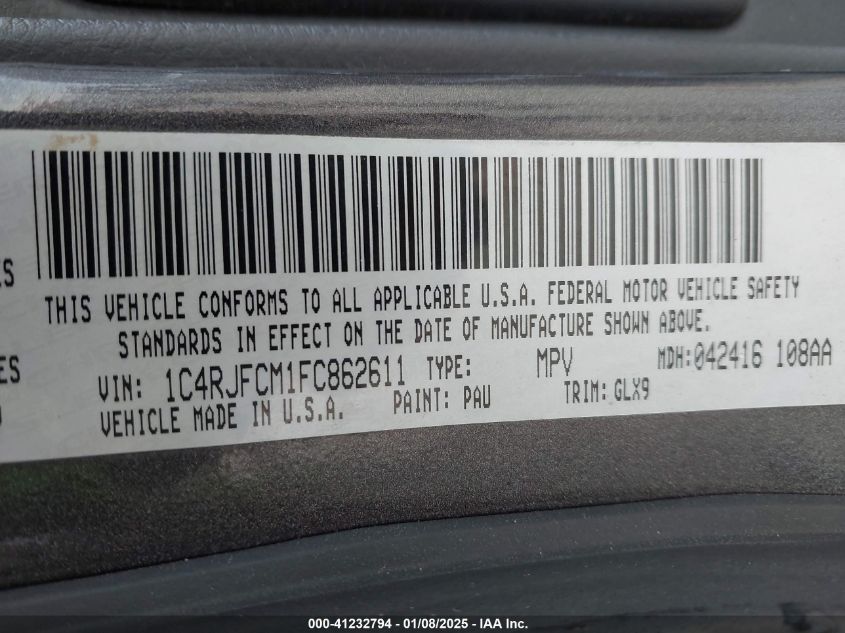 THIS VEHICLE CONFORMS TO ALL APPLICABLE U.S.A. FEDERAL MOTOR VEHICLE SAFETY
STANDARDS IN EFFECT ON THE DATE OF MANUFACTURE SHOWN ABOVE.
VIN: 1C4RJFCM1FC862611 TYPE: MPV MDH:042416 108AA
VEHICLE MADE IN U.S.A. PAINT: PAU TRIM: GLX9
000-41232794 — 01/08/2025 — IAA Inc.